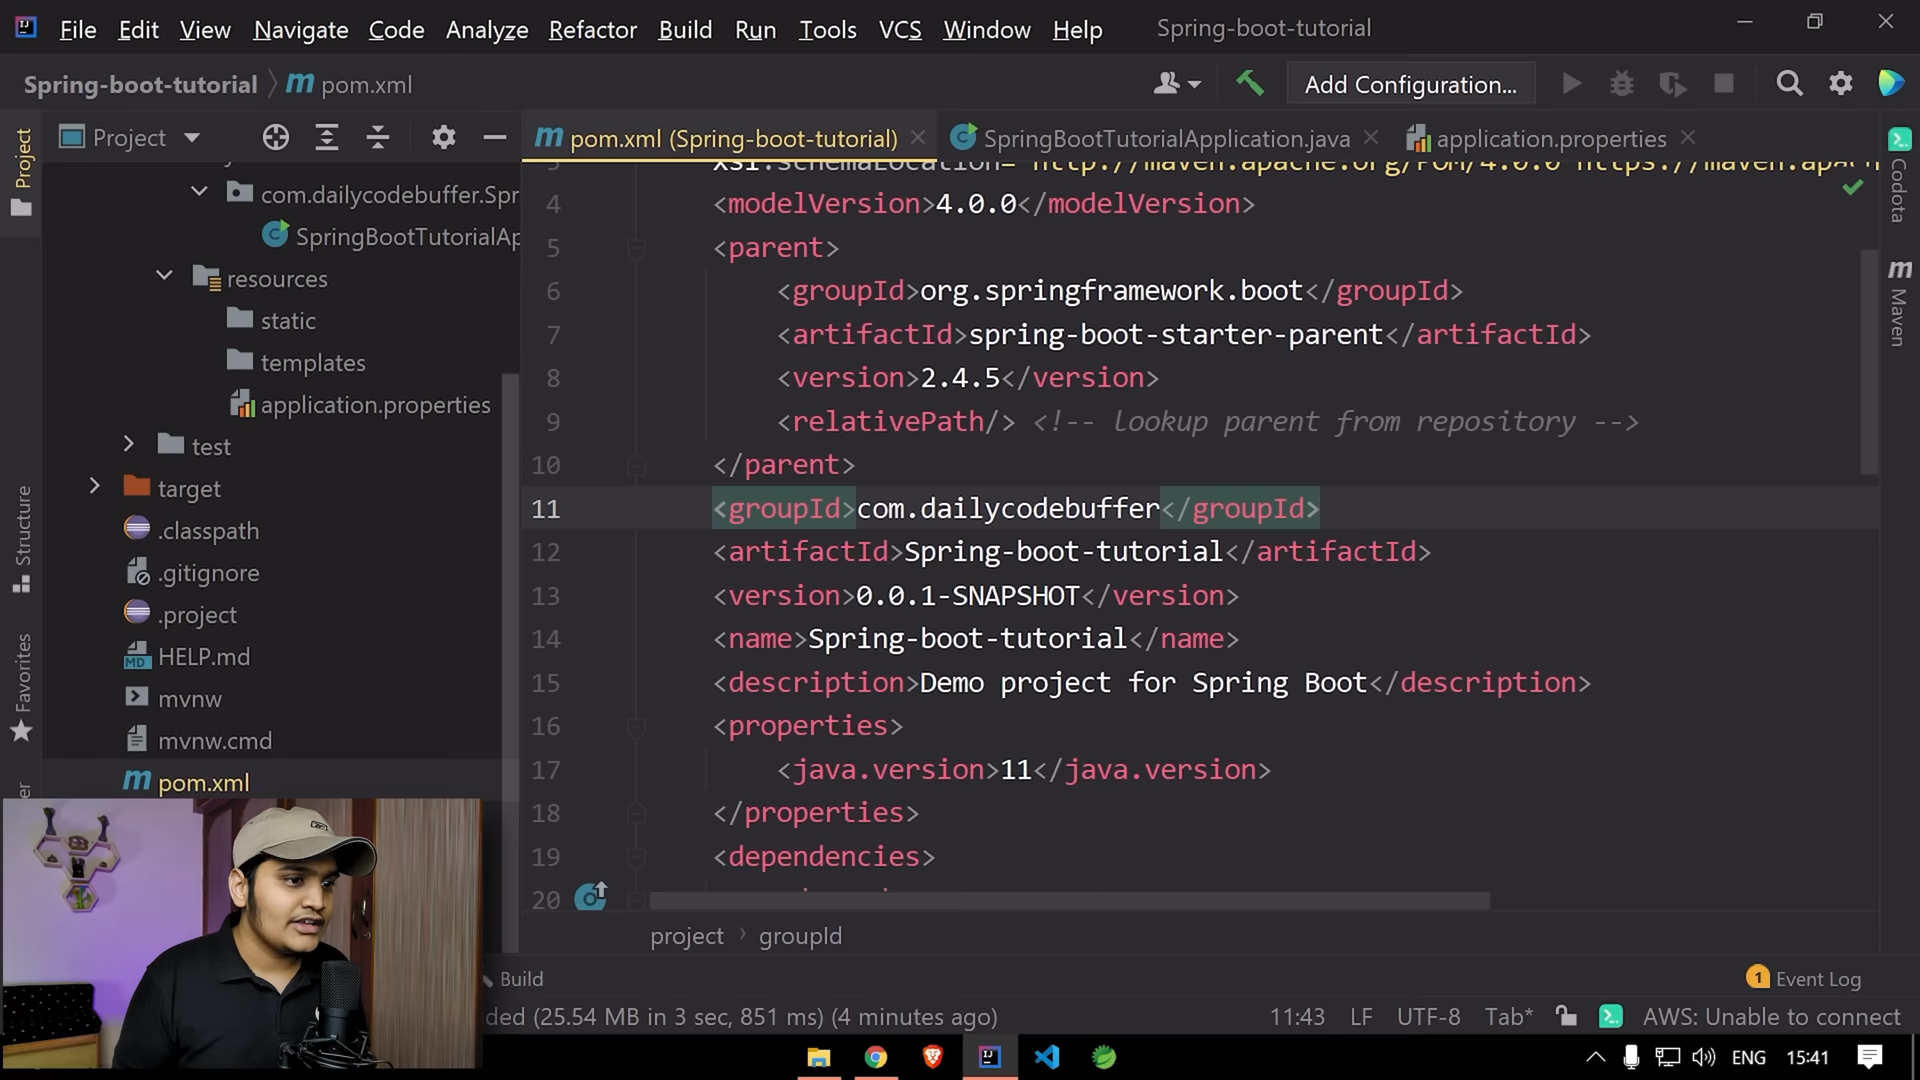 File Edit View Navigate Code Analyze Refactor Build Run Tools VCS Window Help Spring-boot-tutorial
Spring-boot-tutorial pom.xml Add Configuration...
Project
Project
pom.xml (Spring-boot-tutorial) SpringBootTutorialApplication.java application.properties
com.dailycodebuffer.Spr
SpringBootTutorialAp
resources
static
templates
application.properties
test
target
.classpath
.gitignore
.project
HELP.md
mvnw
mvnw.cmd
pom.xml
Structure
Favorites
4 <modelVersion>4.0.0</modelVersion>
5 <parent>
6 <groupId>org.springframework.boot</groupId>
7 <artifactId>spring-boot-starter-parent</artifactId>
8 <version>2.4.5</version>
9 <relativePath/> <!-- lookup parent from repository -->
10 </parent>
11 <groupId>com.dailycodebuffer</groupId>
12 <artifactId>Spring-boot-tutorial</artifactId>
13 <version>0.0.1-SNAPSHOT</version>
14 <name>Spring-boot-tutorial</name>
15 <description>Demo project for Spring Boot</description>
16 <properties>
17 <java.version>11</java.version>
18 </properties>
19 <dependencies>
20
project groupId
Codota
Maven
Build
1 Event Log
ded (25.54 MB in 3 sec, 851 ms) (4 minutes ago) 11:43 LF UTF-8 Tab* AWS: Unable to connect
ENG 15:41